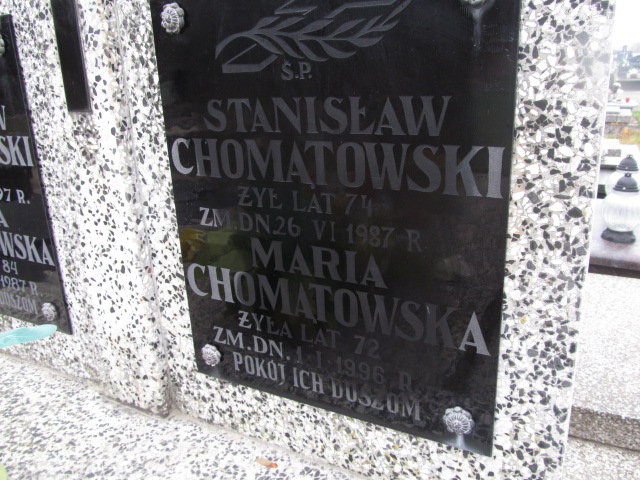 Ś.P.
STANISŁAW
CHOMĄTOWSKI
ŻYŁ LAT 74
ZM. DN. 26 VI 1987 R
MARIA
CHOMĄTOWSKA
ŻYŁA LAT 72
ZM. DN. 1. I. 1996 R.
POKÓJ ICH DUSZOM